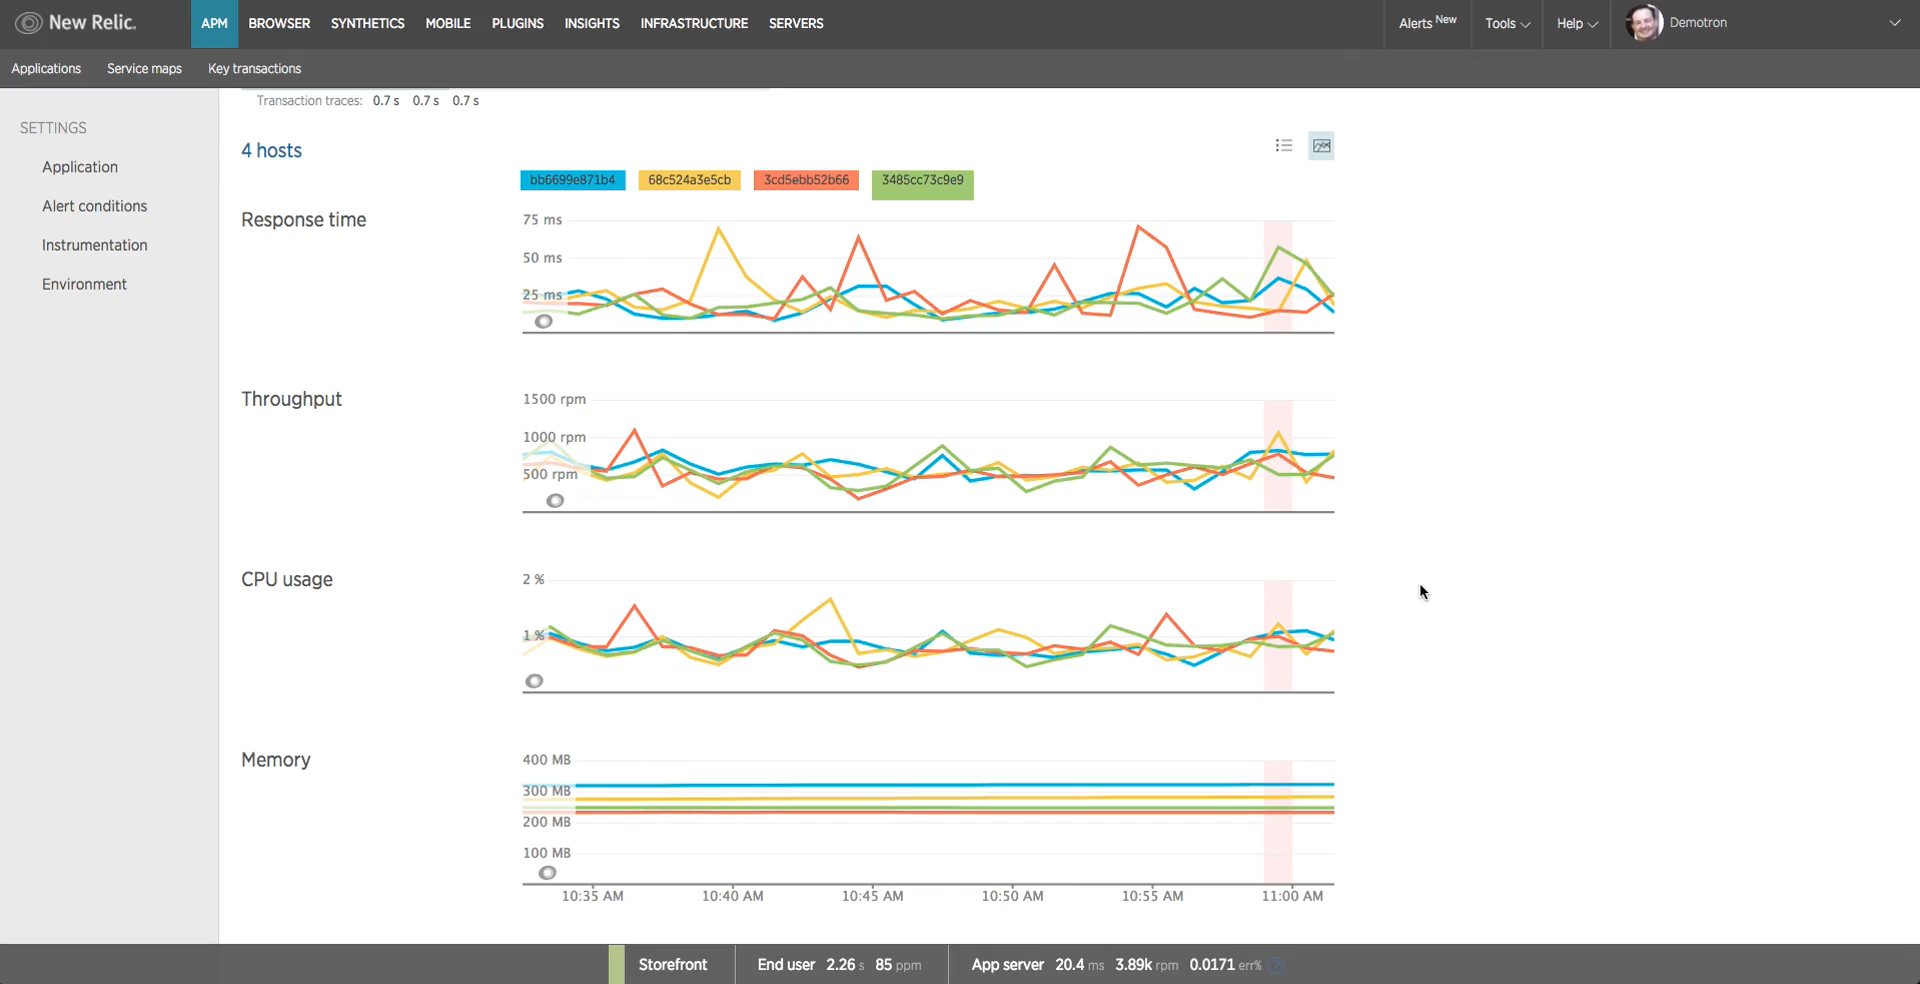 New Relic.
APM BROWSER SYNTHETICS MOBILE PLUGINS INSIGHTS INFRASTRUCTURE SERVERS
Alerts New Tools Help Demotron
Applications Service maps Key transactions
Transaction traces: 0.7 s 0.7 s 0.7 s
SETTINGS
Application
Alert conditions
Instrumentation
Environment
4 hosts
bb6699e871b4 68c524a3e5cb 3cd5ebb52b66 3485cc73c9e9
Response time
75 ms
50 ms
25 ms
Throughput
1500 rpm
1000 rpm
500 rpm
CPU usage
2 %
1 %
Memory
400 MB
300 MB
200 MB
100 MB
10:35 AM 10:40 AM 10:45 AM 10:50 AM 10:55 AM 11:00 AM
Storefront End user 2.26 s 85 ppm App server 20.4 ms 3.89k rpm 0.0171 err% ?